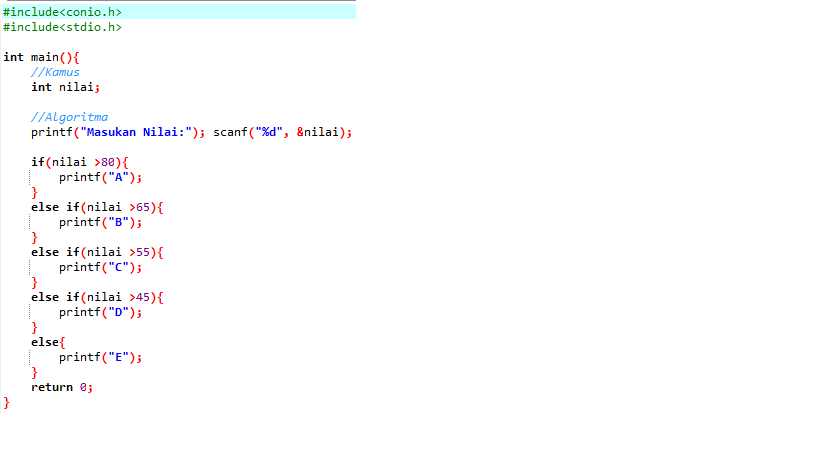 #include<conio.h>
#include<stdio.h>
int main(){
//Kamus
int nilai;
//Algoritma
printf("Masukan Nilai:"); scanf("%d", &nilai);
if(nilai >80){
printf("A");
}
else if(nilai >65){
printf("B");
}
else if(nilai >55){
printf("C");
}
else if(nilai >45){
printf("D");
}
else{
printf("E");
}
return 0;
}